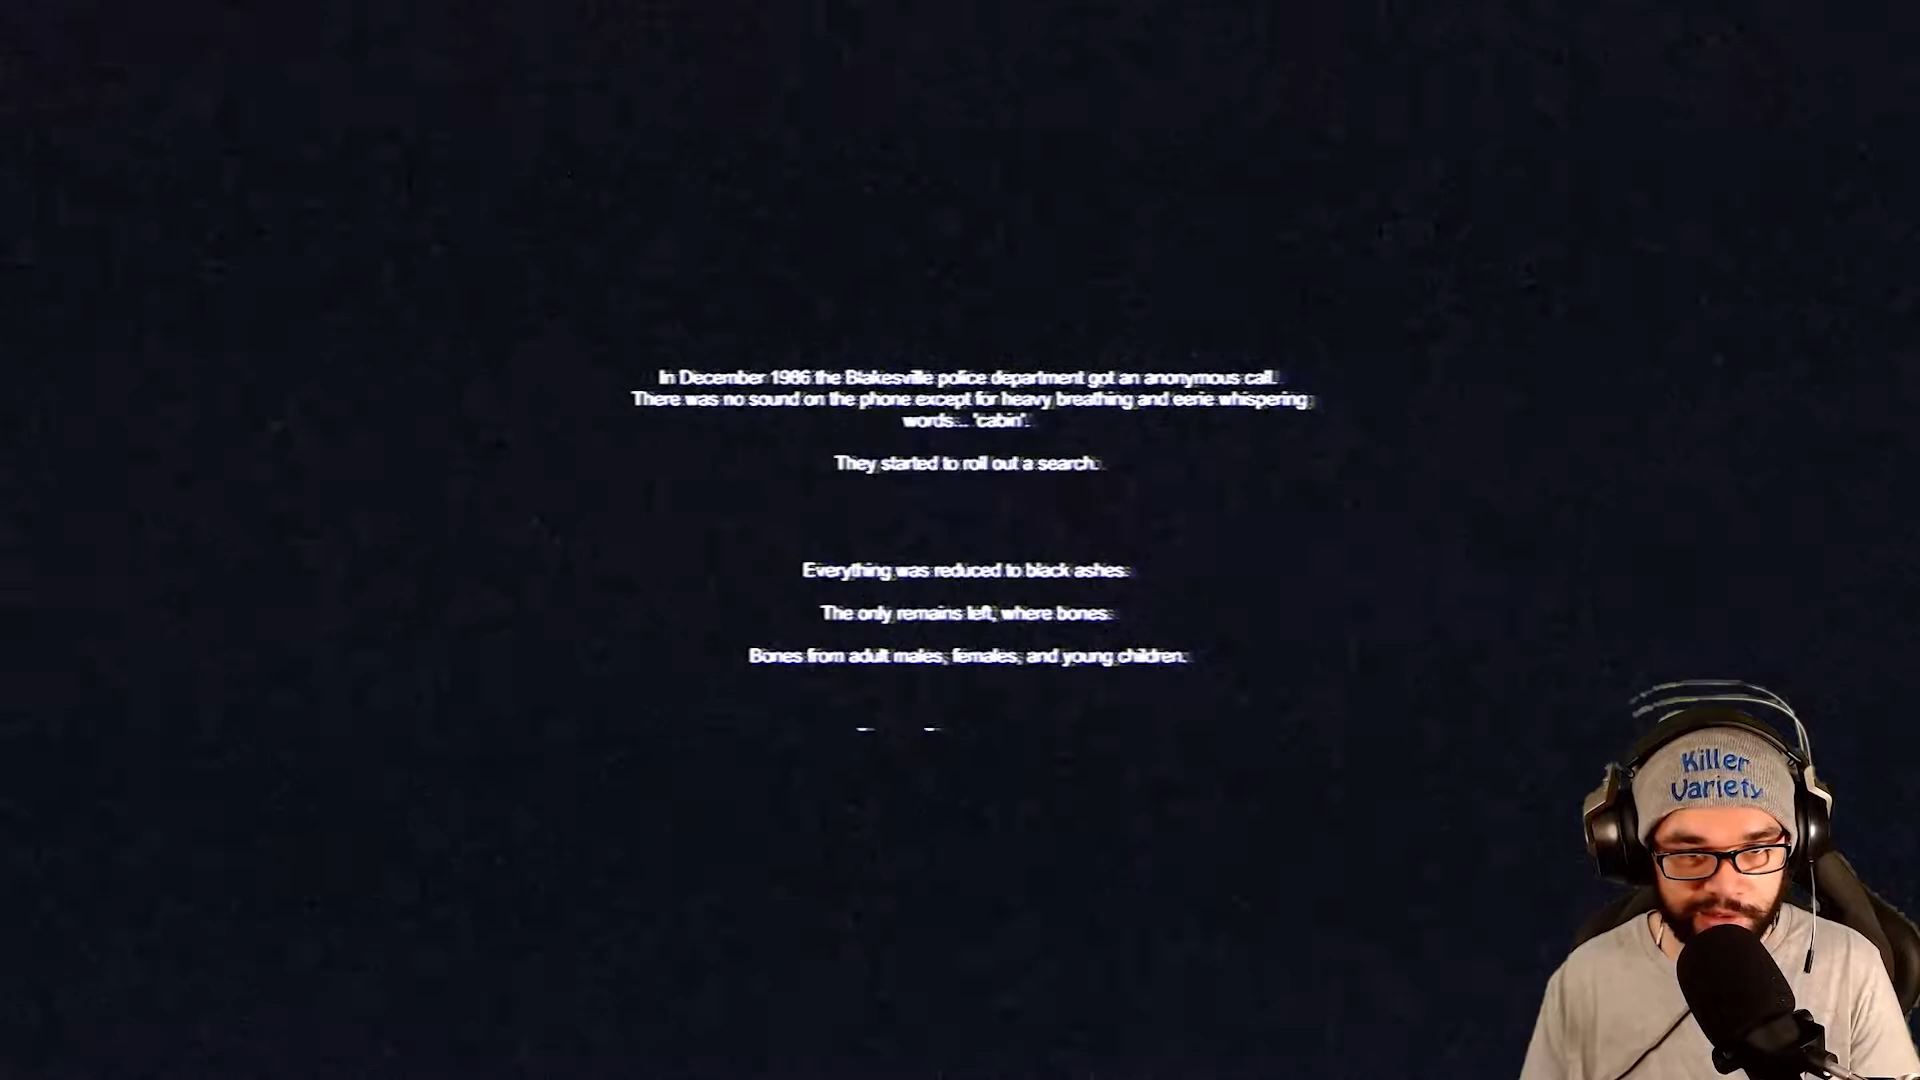 In December 1986 the Blakesville police department got an anonymous call.
There was no sound on the phone except for heavy breathing and eerie whispering
words... 'cabin'.
They started to roll out a search.
Everything was reduced to black ashes.
The only remains left, where bones.
Bones from adult males, females, and young children.
Killer
Variety